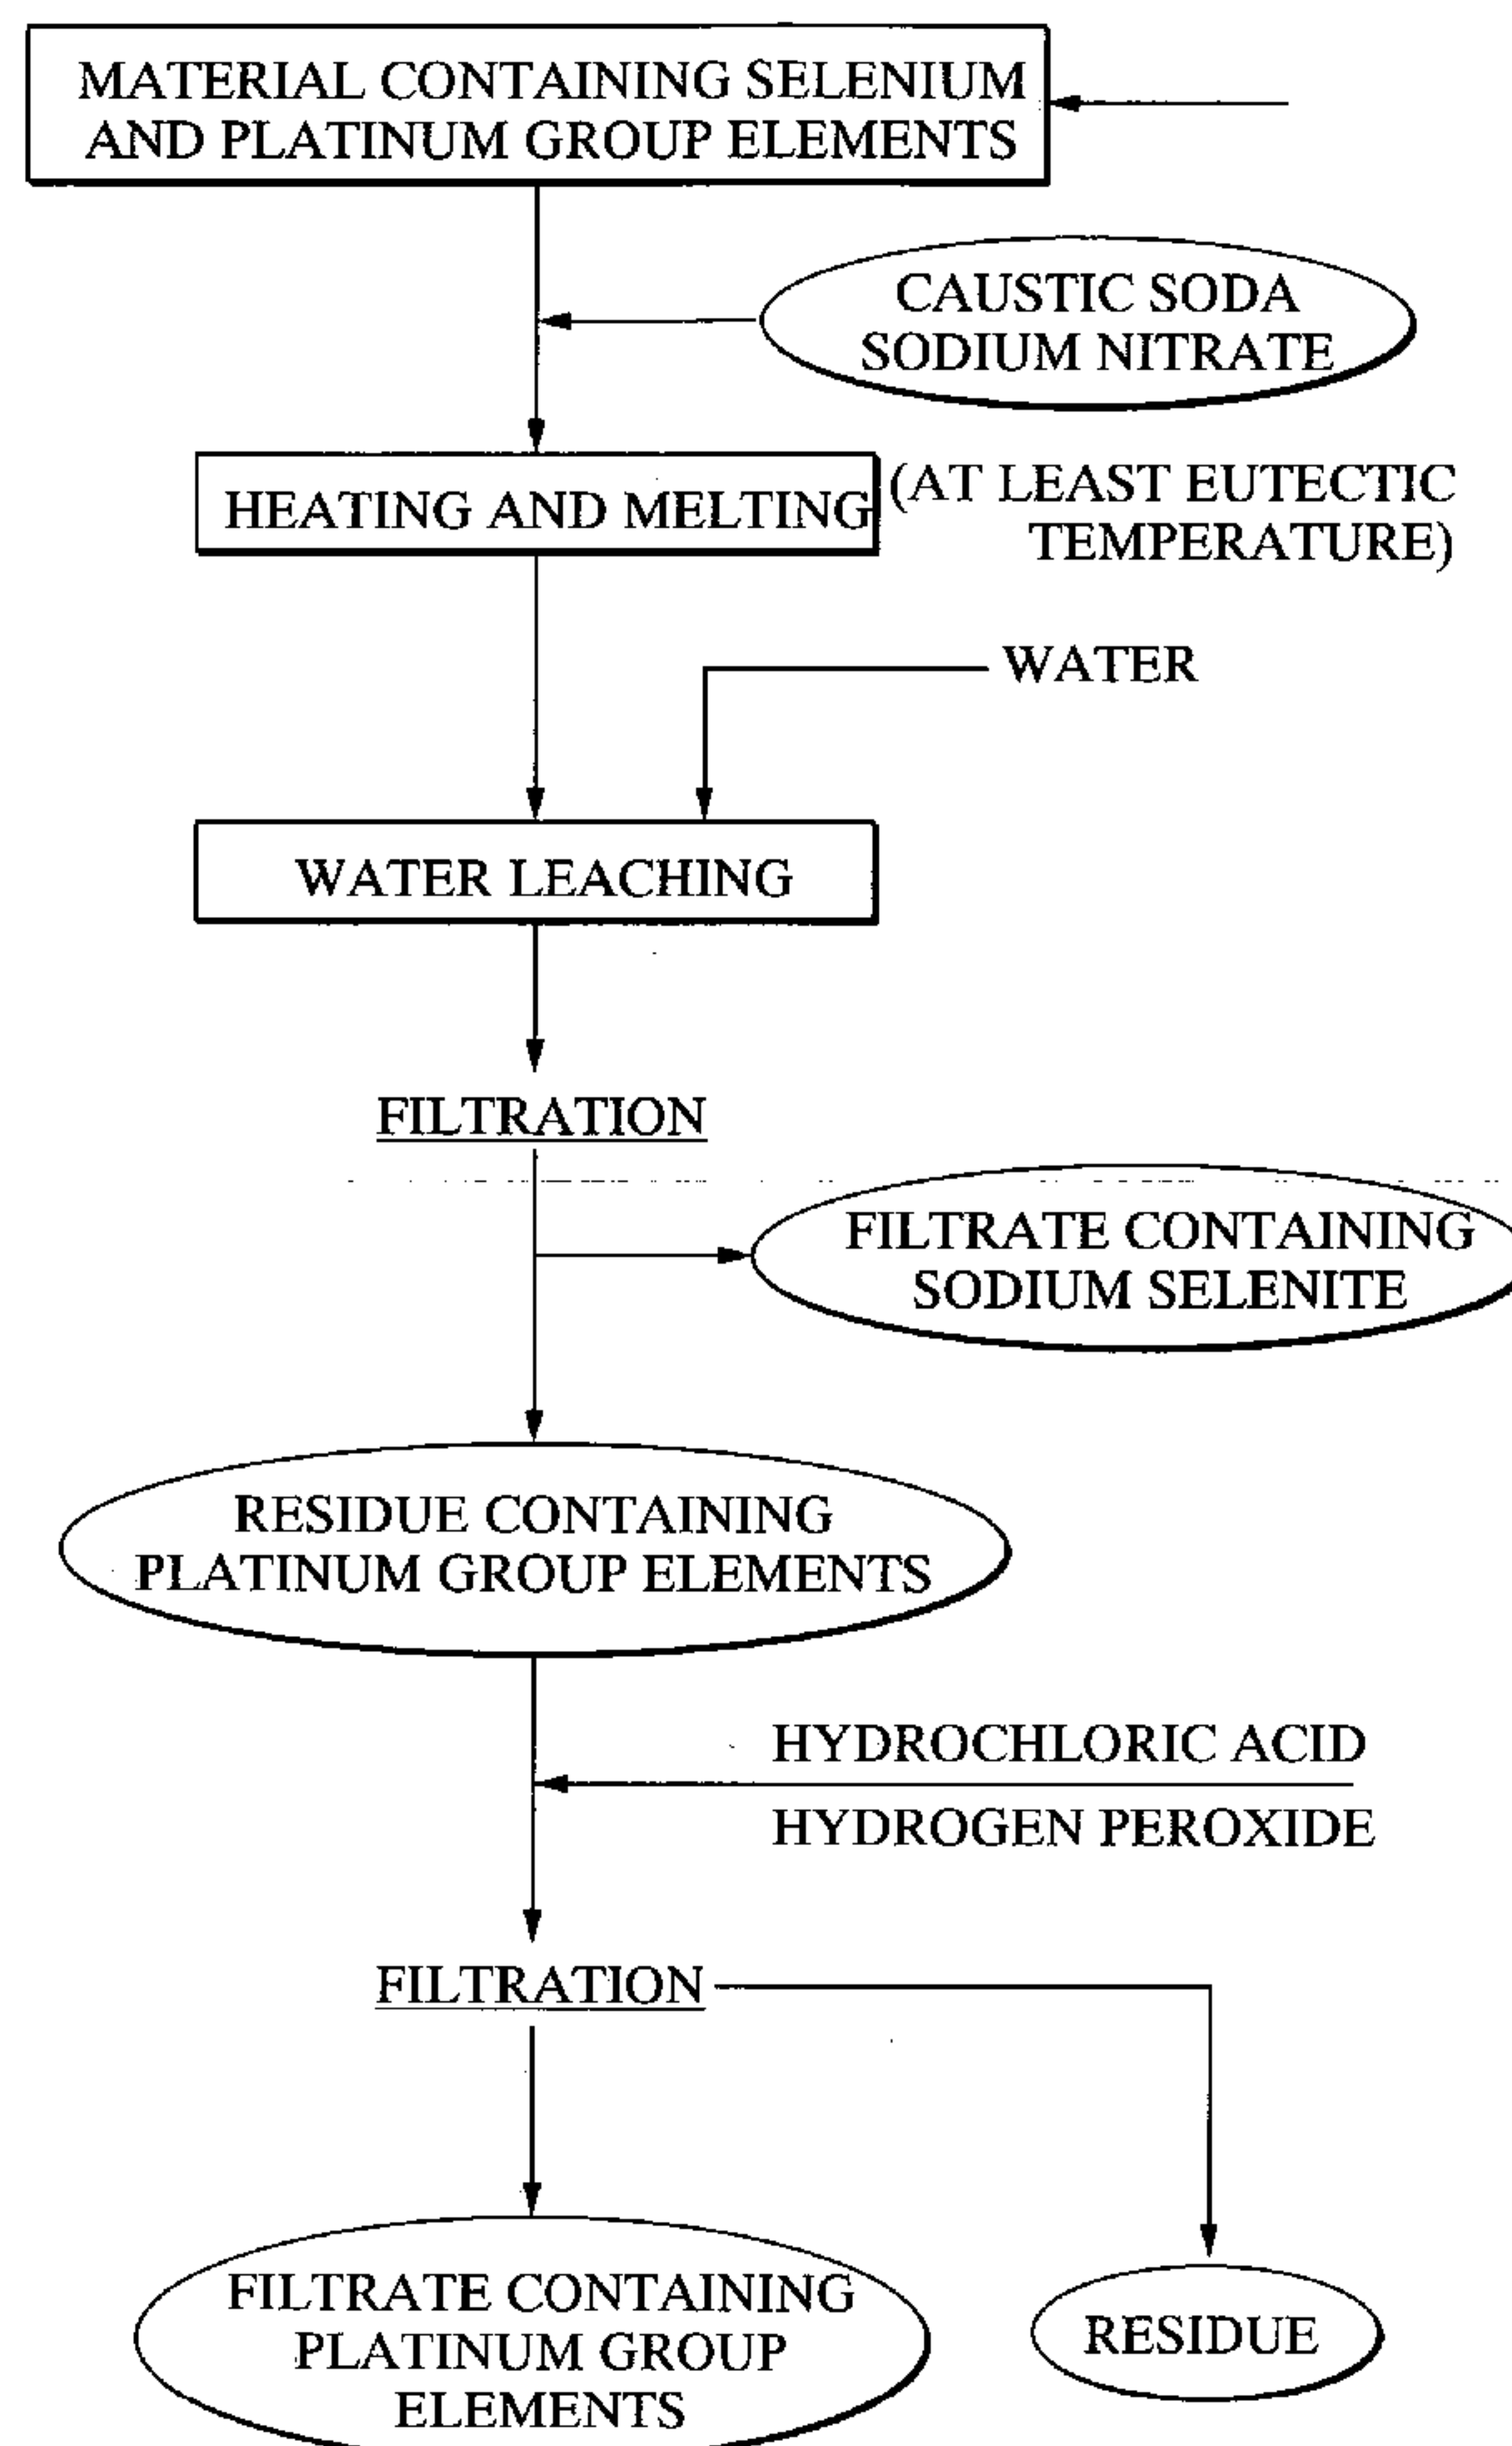 MATERIAL CONTAINING SELENIUM
AND PLATINUM GROUP ELEMENTS
CAUSTIC SODA
SODIUM NITRATE
HEATING AND MELTING
(AT LEAST EUTECTIC
TEMPERATURE)
WATER
WATER LEACHING
FILTRATION
FILTRATE CONTAINING
SODIUM SELENITE
RESIDUE CONTAINING
PLATINUM GROUP ELEMENTS
HYDROCHLORIC ACID
HYDROGEN PEROXIDE
FILTRATION
FILTRATE CONTAINING
PLATINUM GROUP
ELEMENTS
RESIDUE